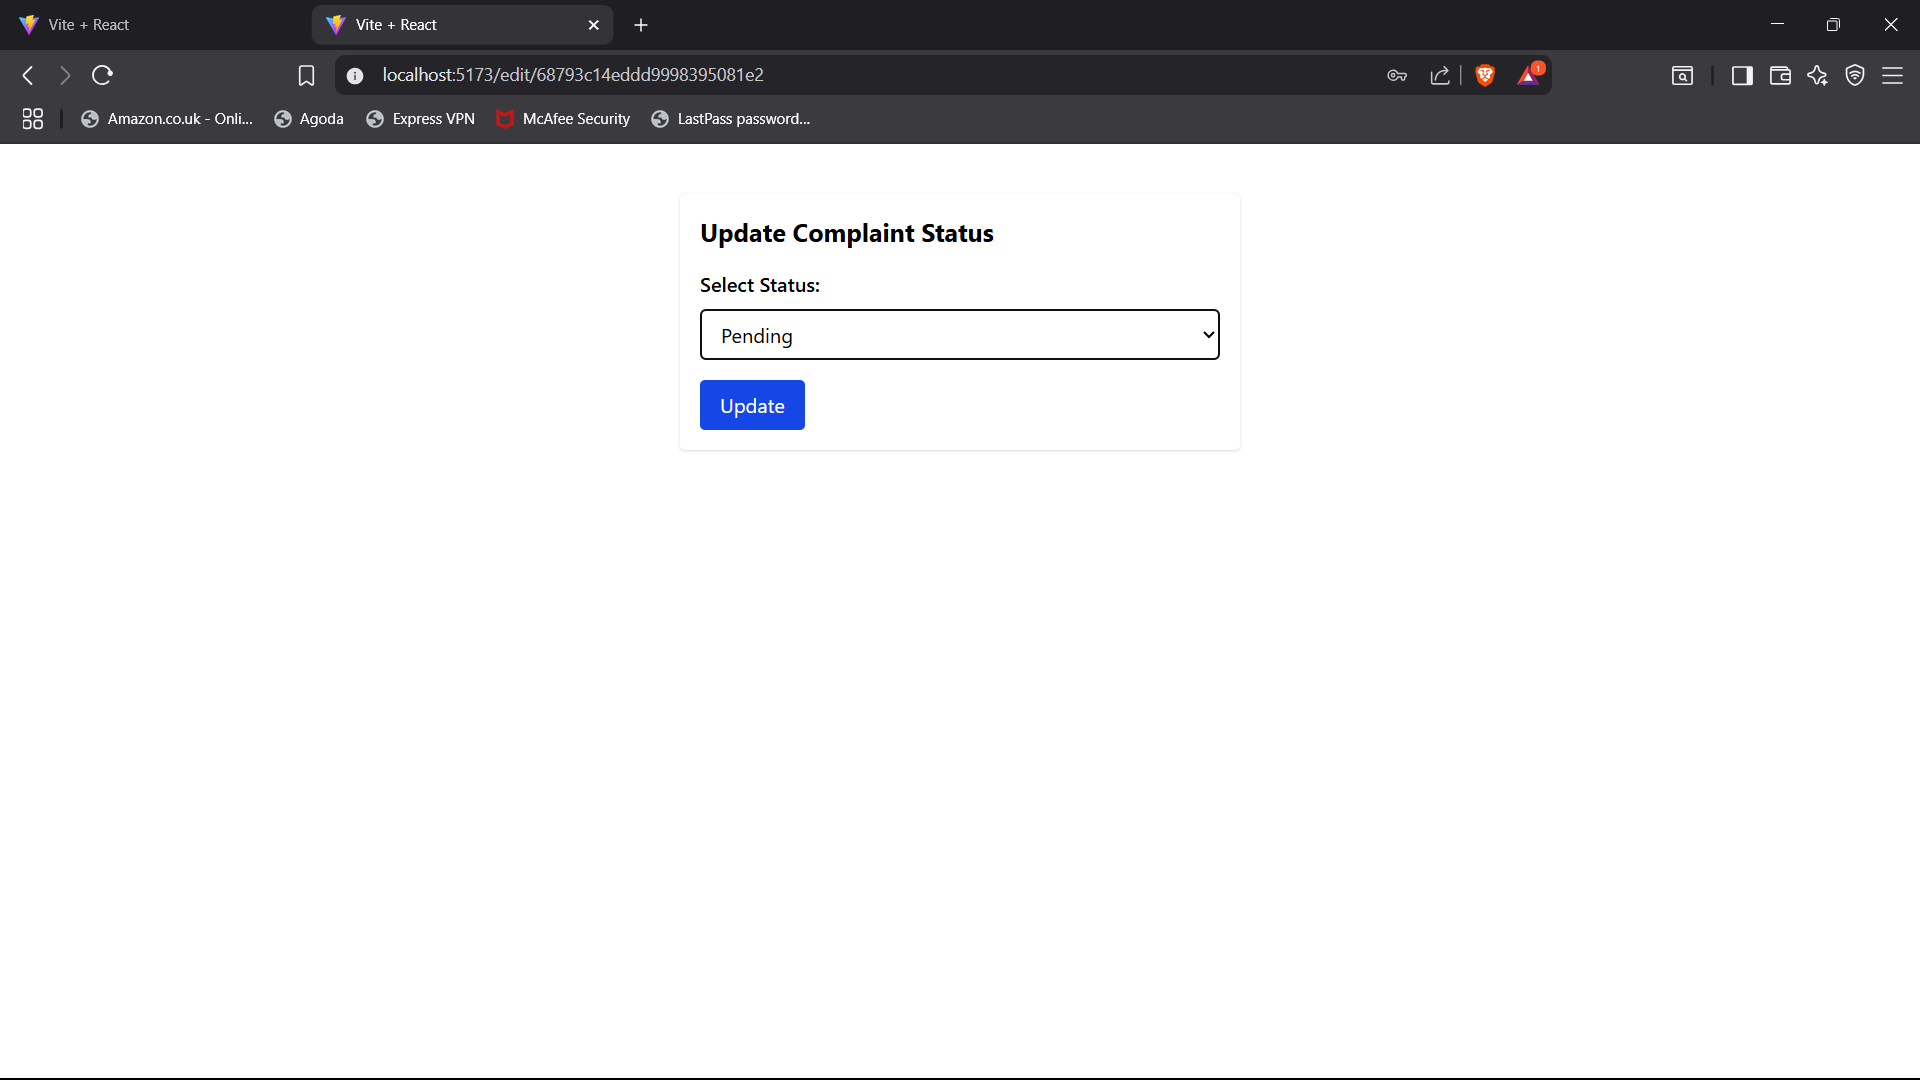 Vite + React
Vite + React
localhost:5173/edit/68793c14eddd9998395081e2
1
Amazon.co.uk - Onli...
Agoda
Express VPN
McAfee Security
LastPass password...
Update Complaint Status
Select Status:
Pending
Update